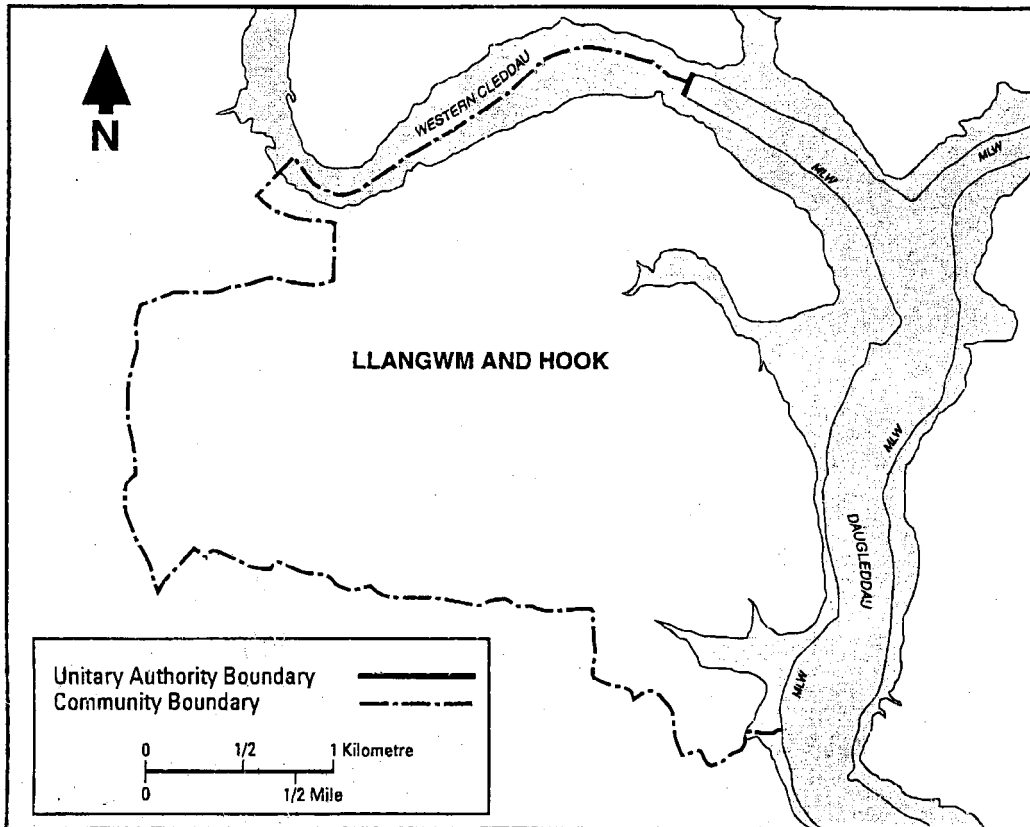 N
WESTERN CLEDDAU
MLW
MLW
LLANGWM AND HOOK
MLW
DAUGLEDDAU
MLW
Unitary Authority Boundary
Community Boundary
0 1/2 1 Kilometre
0 1/2 Mile